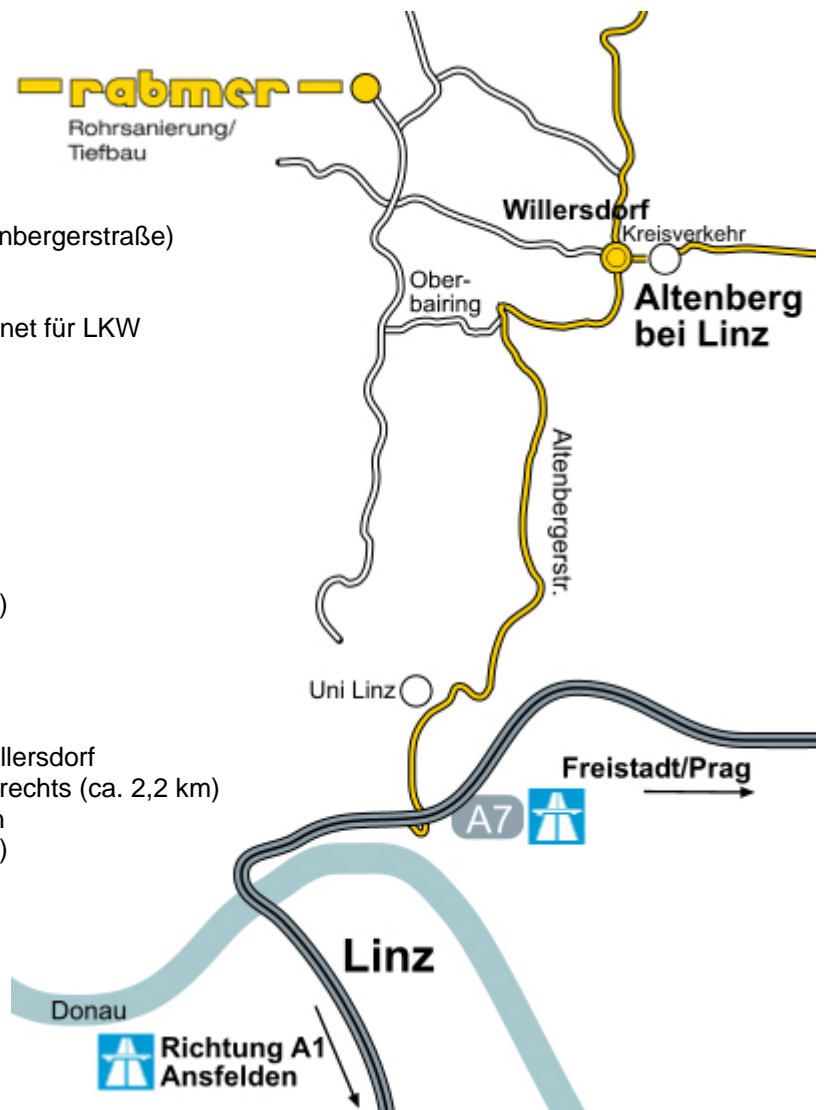 rabmer
Rohrsanierung/
Tiefbau
Willersdorf
Kreisverkehr
nbergerstraße)
Ober-
bairing
Altenberg
bei Linz
net für LKW
Altenbergerstr.
)
Uni Linz
llersdorf
rechts (ca. 2,2 km)
n
)
Freistadt/Prag
A7
Linz
Donau
Richtung A1
Ansfelden